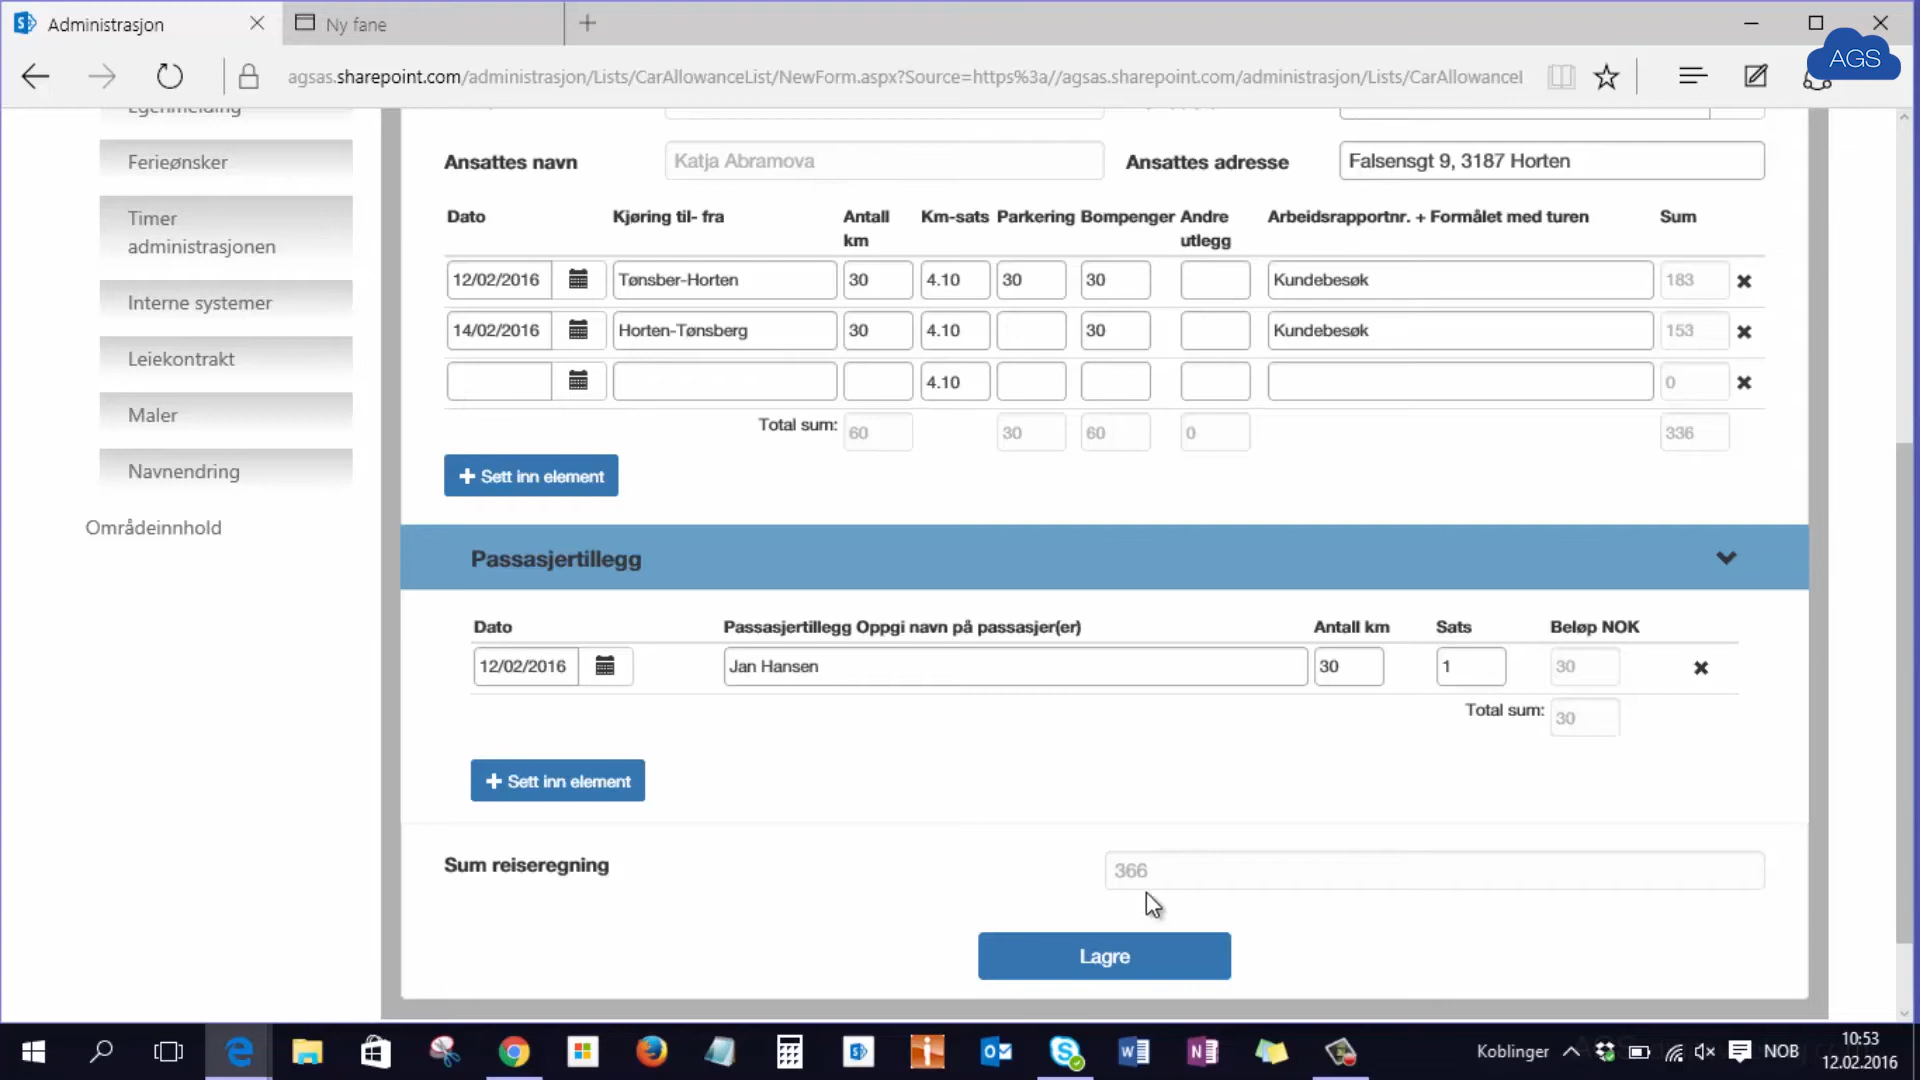 Administrasjon
Ny fane
AGS
agsas.sharepoint.com/administrasjon/Lists/CarAllowanceList/NewForm.aspx?Source=https%3a//agsas.sharepoint.com/administrasjon/Lists/CarAllowancel
Egenmelding
Ferieønsker
Timer
administrasjonen
Interne systemer
Leiekontrakt
Maler
Navnendring
Områdeinnhold
Ansattes navn Katja Abramova Ansattes adresse Falsensgt 9, 3187 Horten
Dato Kjøring til- fra Antall km Km-sats Parkering Bompenger Andre utlegg Arbeidsrapportnr. + Formålet med turen Sum
12/02/2016 Tønsber-Horten 30 4.10 30 30 Kundebesøk 183
14/02/2016 Horten-Tønsberg 30 4.10 30 Kundebesøk 153
4.10 0
Total sum: 60 30 60 0 336
Sett inn element
Passasjertillegg
Dato Passasjertillegg Oppgi navn på passasjer(er) Antall km Sats Beløp NOK
12/02/2016 Jan Hansen 30 1 30
Total sum: 30
Sett inn element
Sum reiseregning 366
Lagre
Koblinger NOB 10:53
12.02.2016